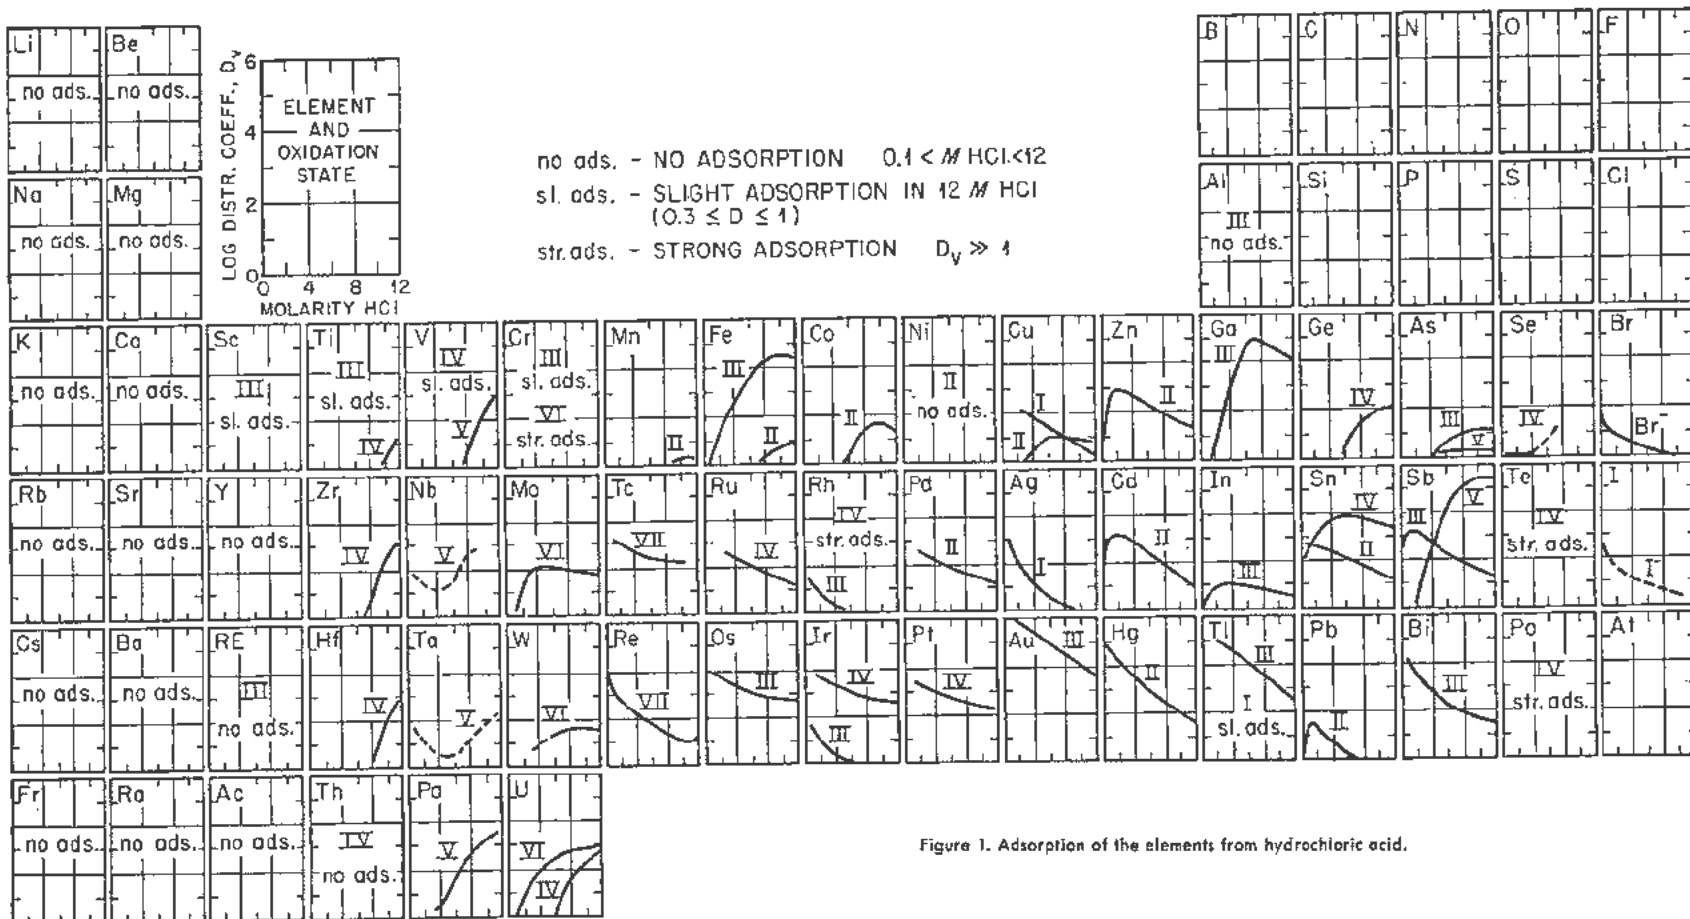 Li
no ads.
Be
no ads.
LOG DISTR. COEFF., Dv
6
4
2
0
ELEMENT
AND
OXIDATION
STATE
0 4 8 12
MOLARITY HCl
no ads. - NO ADSORPTION 0.1 < M HCl < 12
sl. ads. - SLIGHT ADSORPTION IN 12 M HCl
(0.3 ≤ D ≤ 1)
str. ads. - STRONG ADSORPTION Dv ≫ 1
B
C
N
O
F
Na
no ads.
Mg
no ads.
Al
III
no ads.
Si
P
S
Cl
K
no ads.
Ca
no ads.
Sc
III
sl. ads.
Ti
III
sl. ads.
IV
V
IV
sl. ads.
V
Cr
III
sl. ads.
VI
str. ads.
Mn
II
Fe
III
II
Co
II
Ni
II
no ads.
Cu
I
II
Zn
II
Ga
III
Ge
IV
As
III
V
Se
IV
Br
Br⁻
Rb
no ads.
Sr
no ads.
Y
no ads.
Zr
IV
Nb
V
Mo
VI
Tc
VII
Ru
IV
Rh
IV
str. ads.
III
Pd
II
Ag
I
Cd
II
In
III
Sn
IV
II
Sb
V
III
Te
IV
str. ads.
I
I⁻
Cs
no ads.
Ba
no ads.
RE
III
no ads.
Hf
IV
Ta
V
W
VI
Re
VII
Os
III
Ir
IV
III
Pt
IV
Au
III
Hg
II
Tl
III
I
sl. ads.
Pb
II
Bi
III
Po
IV
str. ads.
At
Fr
no ads.
Ra
no ads.
Ac
no ads.
Th
IV
no ads.
Pa
V
U
VI
IV
Figure 1. Adsorption of the elements from hydrochloric acid.